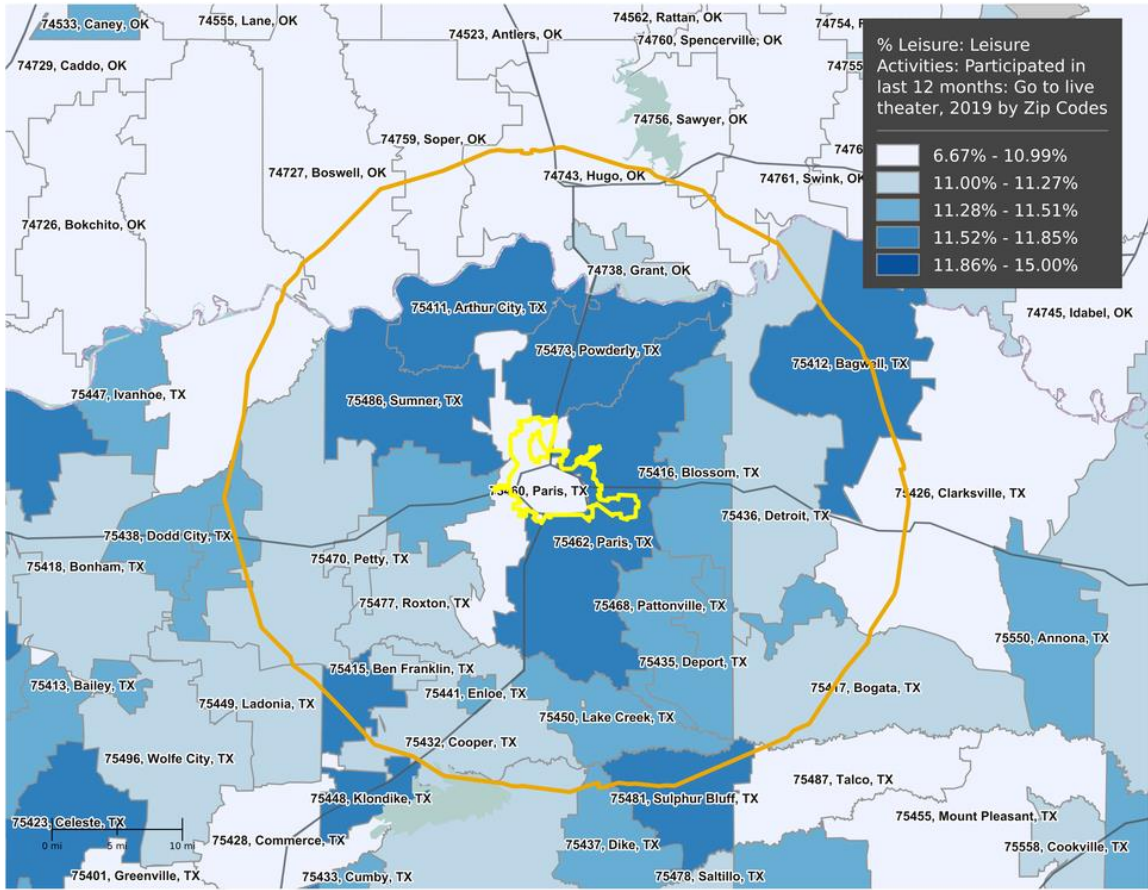 74533, Caney, OK
74555, Lane, OK
74562, Rattan, OK
74754,
74523, Antlers, OK
74760, Spencerville, OK
74729, Caddo, OK
74756, Sawyer, OK
74759, Soper, OK
74727, Boswell, OK
74743, Hugo, OK
74761, Swink, OK
74726, Bokchito, OK
% Leisure: Leisure
Activities: Participated in
last 12 months: Go to live
theater, 2019 by Zip Codes
6.67% - 10.99%
11.00% - 11.27%
11.28% - 11.51%
11.52% - 11.85%
11.86% - 15.00%
74738, Grant, OK
75411, Arthur City, TX
74745, Idabel, OK
75473, Powderly, TX
75412, Bagwell, TX
75447, Ivanhoe, TX
75486, Sumner, TX
75416, Blossom, TX
75460, Paris, TX
75426, Clarksville, TX
75436, Detroit, TX
75438, Dodd City, TX
75462, Paris, TX
75418, Bonham, TX
75470, Petty, TX
75477, Roxton, TX
75468, Pattonville, TX
75550, Annona, TX
75415, Ben Franklin, TX
75435, Deport, TX
75413, Bailey, TX
75441, Enloe, TX
75417, Bogata, TX
75449, Ladonia, TX
75450, Lake Creek, TX
75432, Cooper, TX
75496, Wolfe City, TX
75487, Talco, TX
75448, Klondike, TX
75481, Sulphur Bluff, TX
75455, Mount Pleasant, TX
75423, Celeste, TX
75428, Commerce, TX
75437, Dike, TX
0 mi 5 mi 10 mi
75558, Cookville, TX
75401, Greenville, TX
75433, Cumby, TX
75478, Saltillo, TX